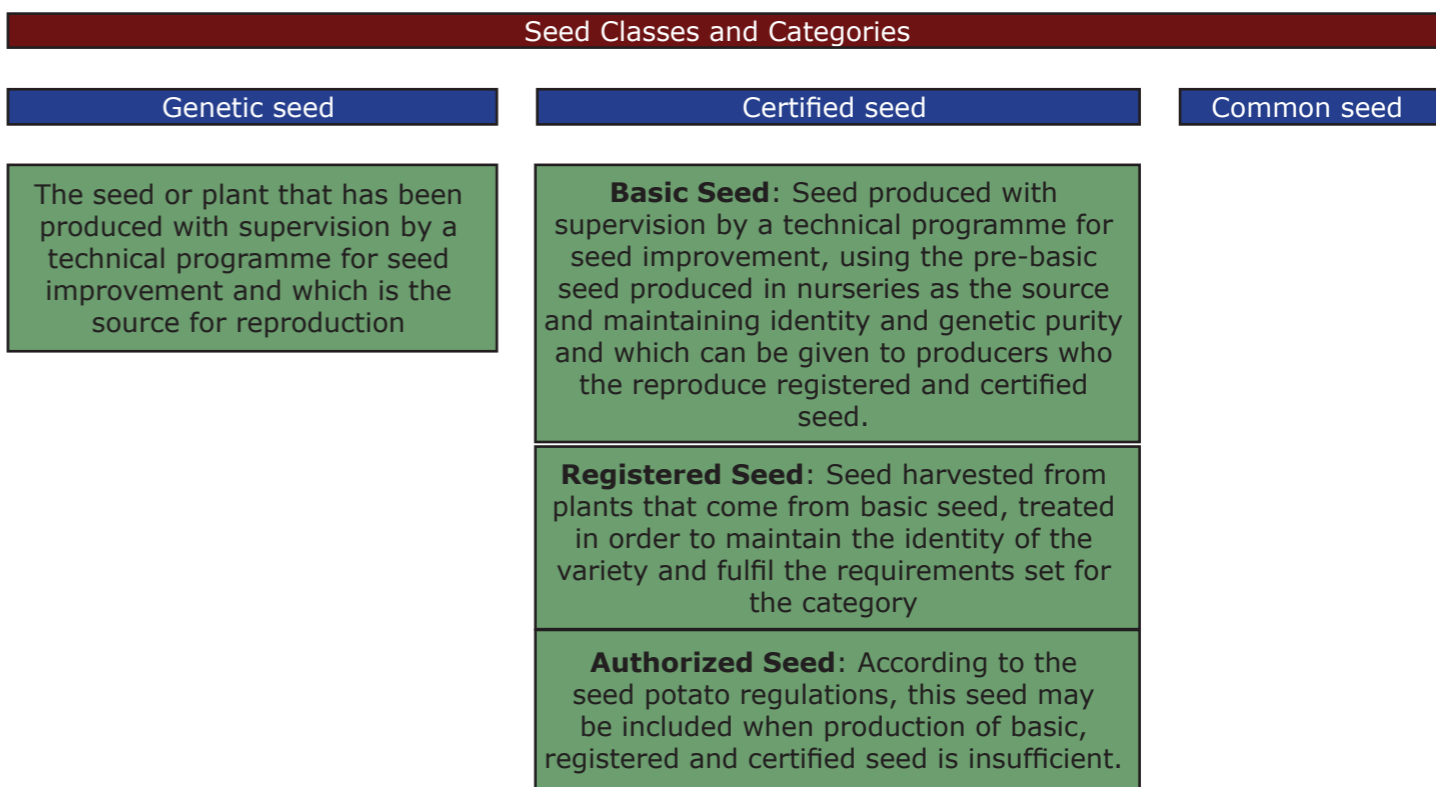 Seed Classes and Categories
Genetic seed
Certified seed
Common seed
The seed or plant that has been
produced with supervision by a
technical programme for seed
improvement and which is the
source for reproduction
Basic Seed: Seed produced with
supervision by a technical programme for
seed improvement, using the pre-basic
seed produced in nurseries as the source
and maintaining identity and genetic purity
and which can be given to producers who
the reproduce registered and certified
seed.
Registered Seed: Seed harvested from
plants that come from basic seed, treated
in order to maintain the identity of the
variety and fulfil the requirements set for
the category
Authorized Seed: According to the
seed potato regulations, this seed may
be included when production of basic,
registered and certified seed is insufficient.